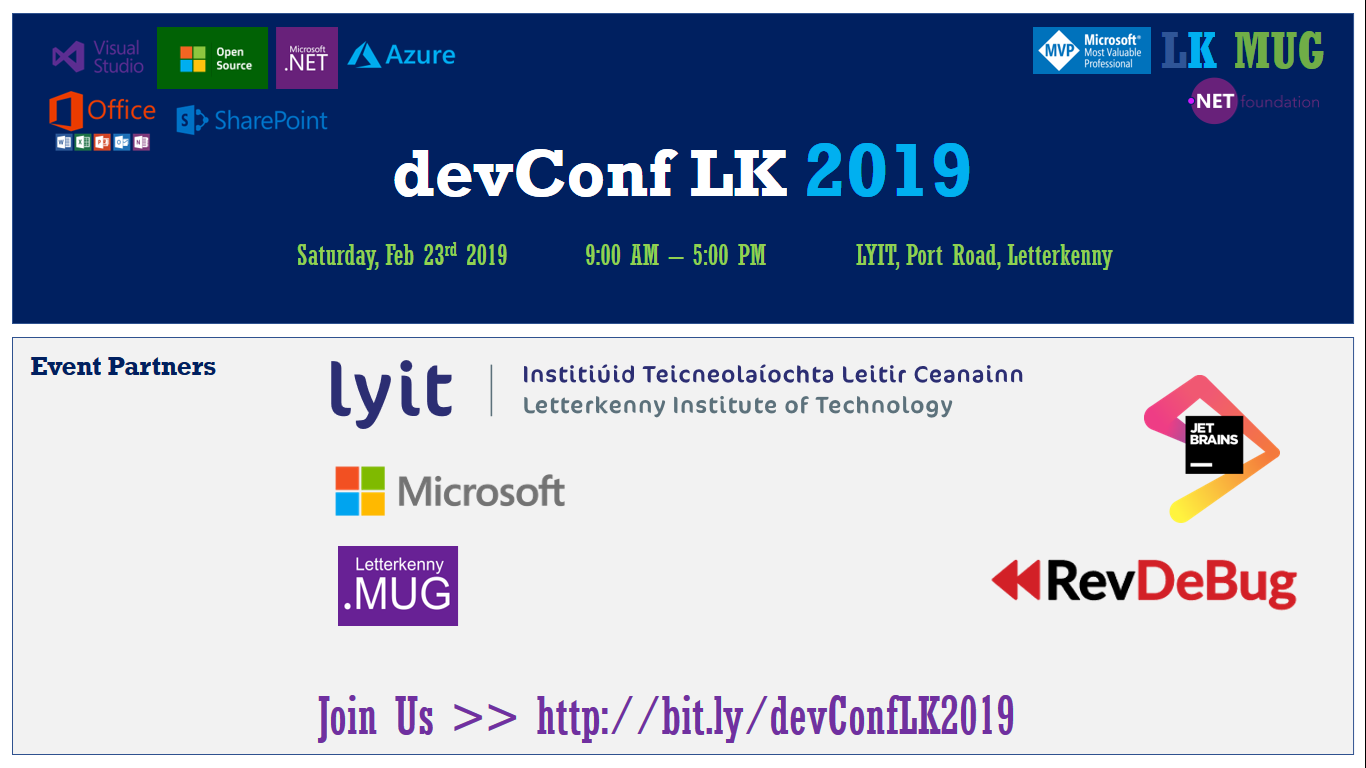 Visual
Studio
Open
Source
Microsoft
.NET
Azure
Microsoft®
Most Valuable
Professional
MVP
LK MUG
Office
SharePoint
S
W X P O N
.NET foundation
devConf LK 2019
Saturday, Feb 23rd 2019
9:00 AM – 5:00 PM
LYIT, Port Road, Letterkenny
Event Partners
lyit
Institiúid Teicneolaíochta Leitir Ceanainn
Letterkenny Institute of Technology
JET
BRAINS
Microsoft
Letterkenny
.MUG
RevDeBug
Join Us >> http://bit.ly/devConfLK2019